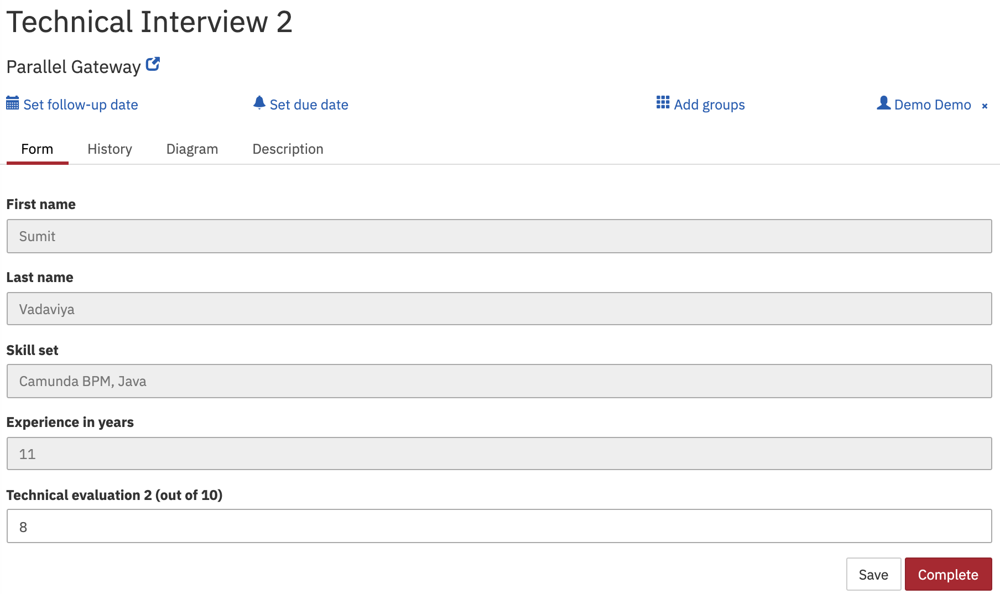 Technical Interview 2
Parallel Gateway
Set follow-up date Set due date Add groups Demo Demo ×
Form History Diagram Description
First name
Sumit
Last name
Vadaviya
Skill set
Camunda BPM, Java
Experience in years
11
Technical evaluation 2 (out of 10)
8
Save Complete